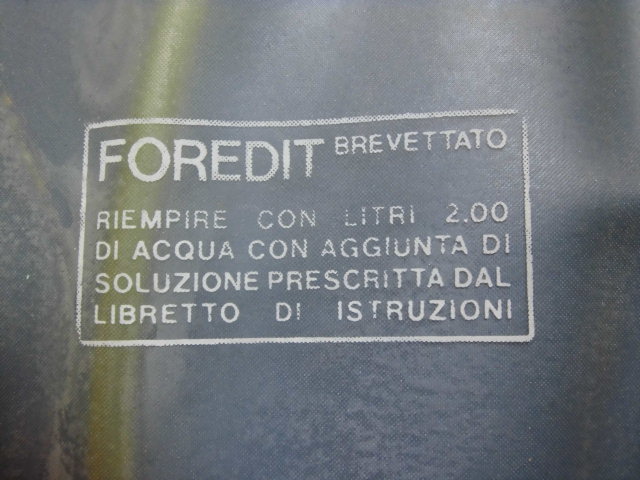 FOREDIT BREVETTATO
RIEMPIRE CON LITRI 2.00
DI ACQUA CON AGGIUNTA DI
SOLUZIONE PRESCRITTA DAL
LIBRETTO DI ISTRUZIONI